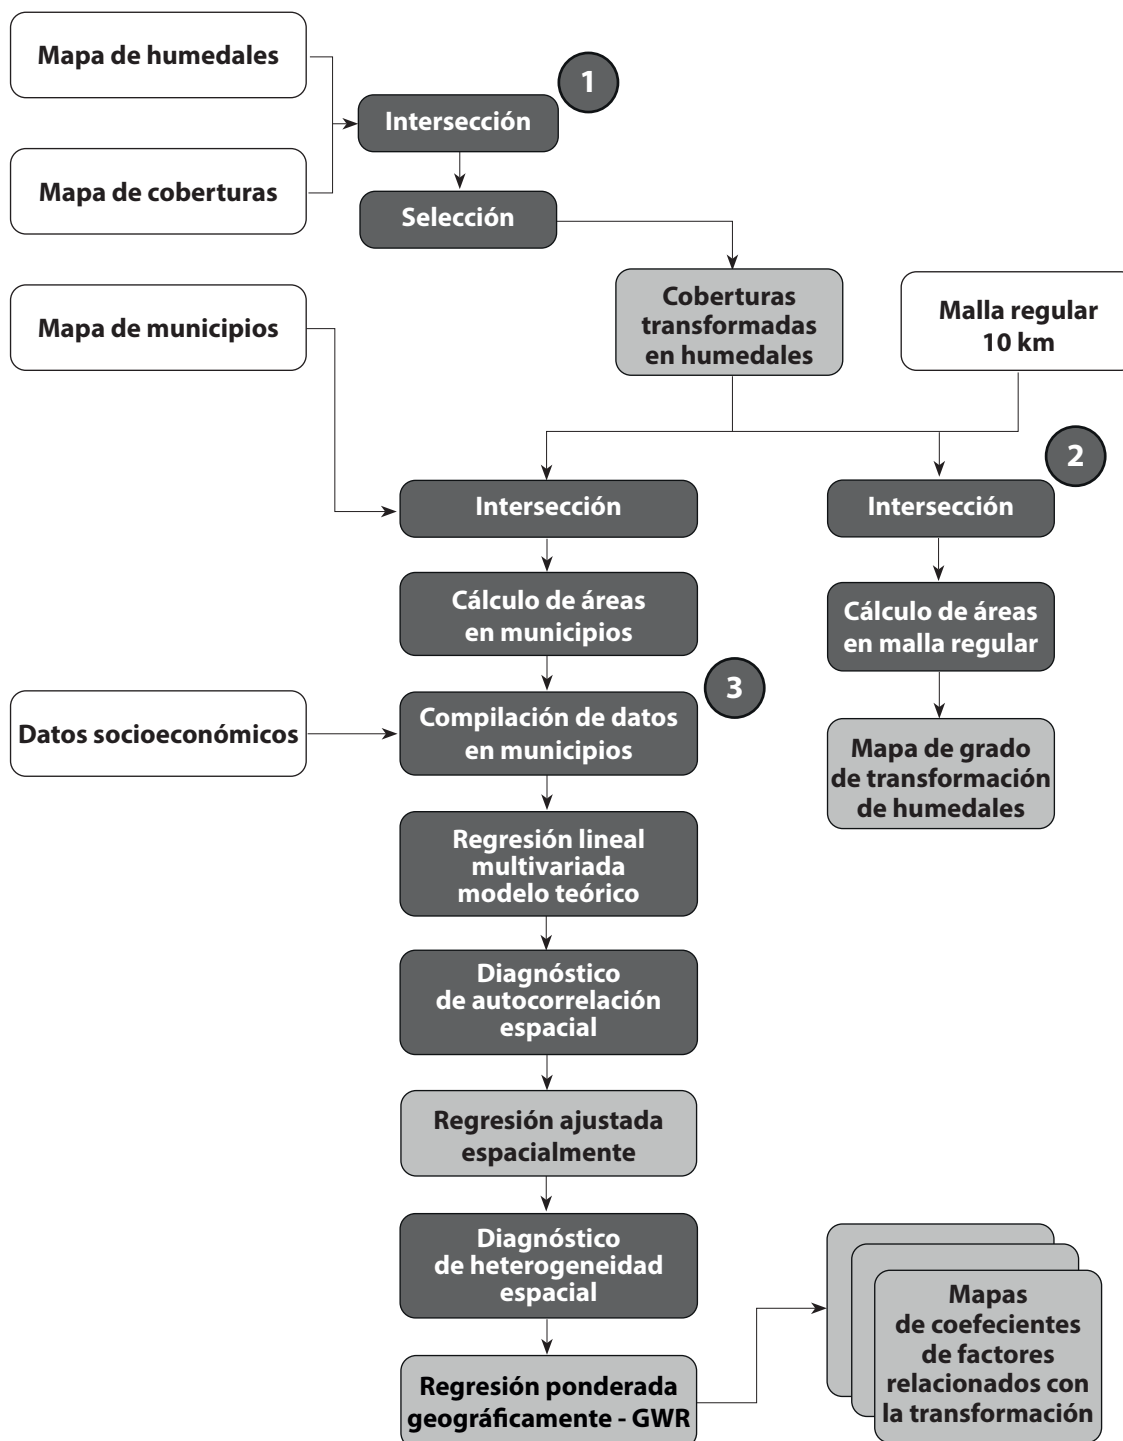 Mapa de humedales
1
Intersección
Mapa de coberturas
Selección
Mapa de municipios
Coberturas
transformadas
en humedales
Malla regular
10 km
2
Intersección
Intersección
Cálculo de áreas
en municipios
Cálculo de áreas
en malla regular
3
Datos socioeconómicos
Compilación de datos
en municipios
Mapa de grado
de transformación
de humedales
Regresión lineal
multivariada
modelo teórico
Diagnóstico
de autocorrelación
espacial
Regresión ajustada
espacialmente
Diagnóstico
de heterogeneidad
espacial
Regresión ponderada
geográficamente - GWR
Mapas
de coefecientes
de factores
relacionados con
la transformación